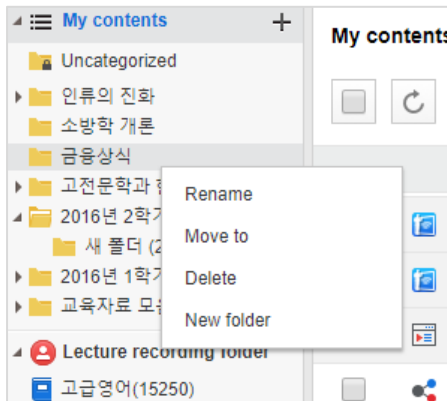 My contents
Uncategorized
인류의 진화
소방학 개론
금융상식
고전문학과
2016년 2학기
새 폴더 (2
2016년 1학기
교육자료 모음
Lecture recording folder
고급영어(15250)
Rename
Move to
Delete
New folder
My contents